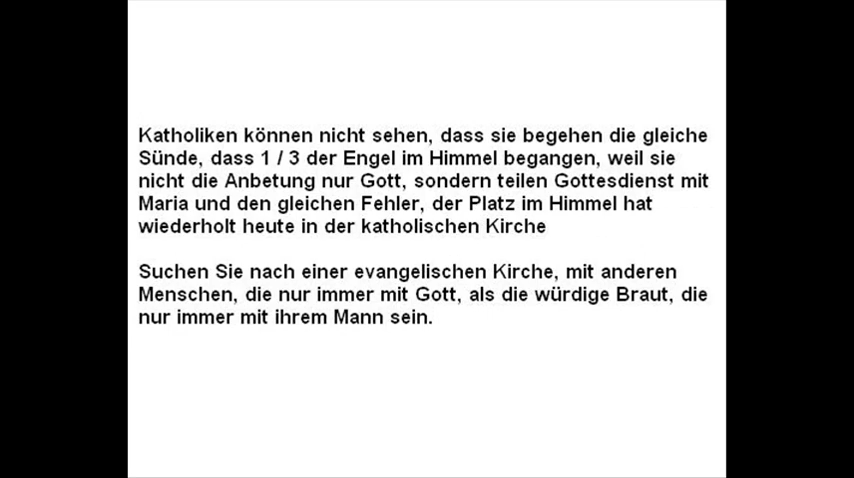 Katholiken können nicht sehen, dass sie begehen die gleiche
Sünde, dass 1 / 3 der Engel im Himmel begangen, weil sie
nicht die Anbetung nur Gott, sondern teilen Gottesdienst mit
Maria und den gleichen Fehler, der Platz im Himmel hat
wiederholt heute in der katholischen Kirche
Suchen Sie nach einer evangelischen Kirche, mit anderen
Menschen, die nur immer mit Gott, als die würdige Braut, die
nur immer mit ihrem Mann sein.